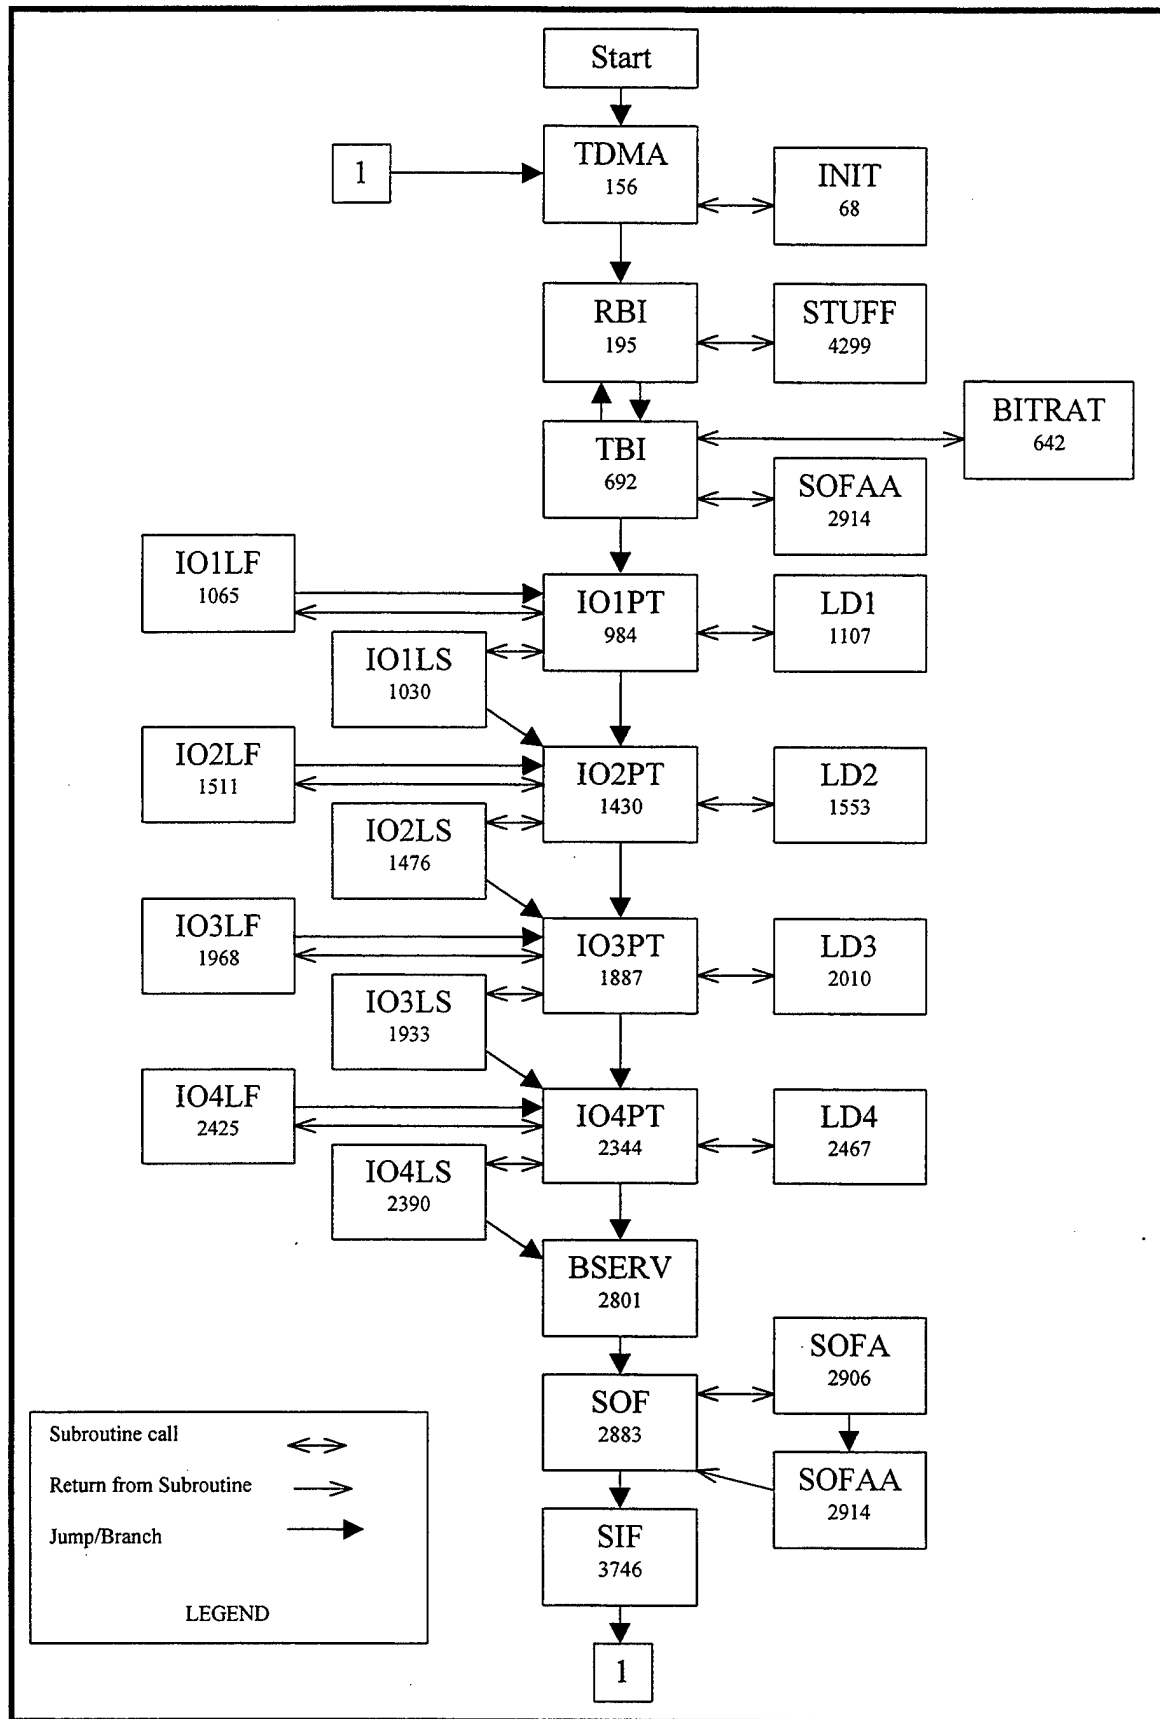 Start
TDMA
156
1
INIT
68
RBI
195
STUFF
4299
BITRAT
642
TBI
692
SOFAA
2914
IO1LF
1065
IO1PT
984
LD1
1107
IO1LS
1030
IO2LF
1511
IO2PT
1430
LD2
1553
IO2LS
1476
IO3LF
1968
IO3PT
1887
LD3
2010
IO3LS
1933
IO4LF
2425
IO4PT
2344
LD4
2467
IO4LS
2390
BSERV
2801
SOFA
2906
SOF
2883
SOFAA
2914
SIF
3746
1
Subroutine call
Return from Subroutine
Jump/Branch
LEGEND